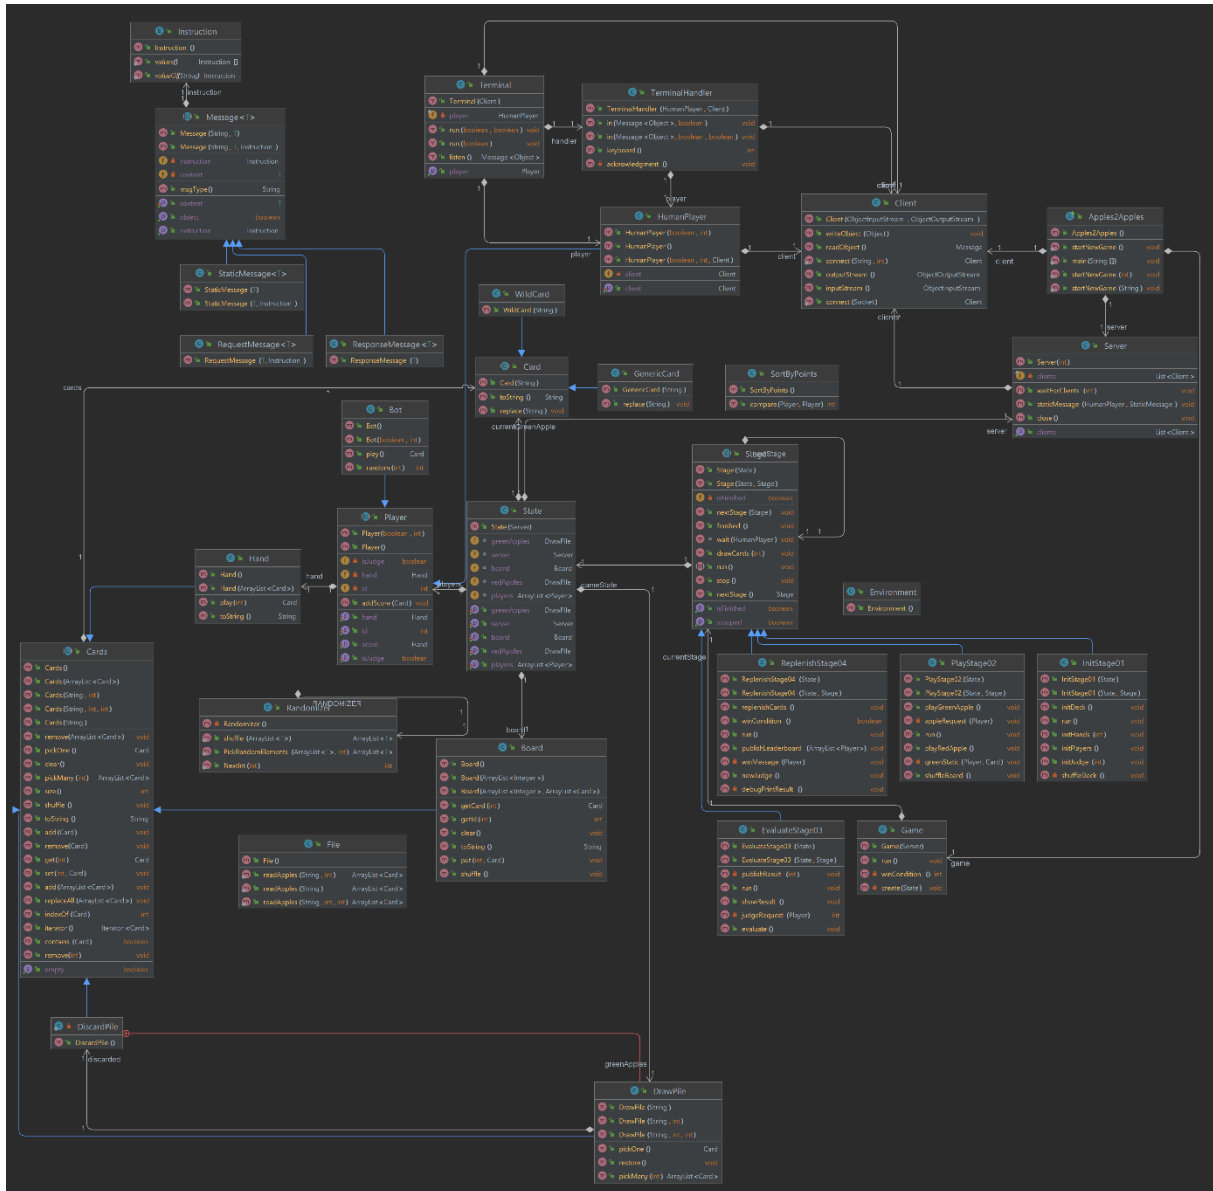 Instruction
Instruction ()
values() Instruction []
valueOf(String) Instruction
1 instruction
1
Message<T>
Message (String , T)
Message (String , T, Instruction )
instruction Instruction
content T
msgType() String
content T
object boolean
instruction Instruction
StaticMessage<T>
StaticMessage (T)
StaticMessage (T, Instruction )
RequestMessage<T>
RequestMessage (T, Instruction )
ResponseMessage<T>
ResponseMessage (T)
Terminal
Terminal (Client )
player HumanPlayer
run (boolean , boolean ) void
run (boolean ) void
listen () Message <Object >
player Player
handler
TerminalHandler
TerminalHandler (HumanPlayer , Client )
in (Message <Object >, boolean ) void
in (Message <Object >, boolean , boolean ) void
keyboard () int
acknowledgment () void
player
HumanPlayer
HumanPlayer (boolean , int)
HumanPlayer ()
HumanPlayer (boolean , int, Client )
client Client
client Client
player
client
client
Client
Client (ObjectInputStream , ObjectOutputStream )
writeObject (Object) void
readObject () Message
connect (String , int) Client
outputStream () ObjectOutputStream
inputStream () ObjectInputStream
connect (Socket) Client
clients
client
Apples2Apples
Apples2Apples ()
startNewGame () void
main (String []) void
startNewGame (int) void
startNewGame (String ) void
server
Server
Server(int)
clients List <Client >
waitForClients (int) void
staticMessage (HumanPlayer , StaticMessage ) void
close () void
clients List <Client >
server
WildCard
WildCard (String )
Card
Card (String )
toString () String
replace (String ) void
currentGreenApple
GenericCard
GenericCard (String )
replace (String ) void
SortByPoints
SortByPoints ()
compare (Player, Player) int
cards
Bot
Bot()
Bot(boolean , int)
play() Card
random (int) int
Player
Player(boolean , int)
Player()
isJudge boolean
hand Hand
id int
addScore (Card) void
hand Hand
id int
score Hand
isJudge boolean
hand
players
Hand
Hand ()
Hand (ArrayList <Card >)
play (int) Card
toString () String
State
State (Server)
greenApples DrawPile
server Server
board Board
redApples DrawPile
players ArrayList <Player>
greenApples DrawPile
server Server
board Board
redApples DrawPile
players ArrayList <Player>
gameState
Stage
nextStage
Stage (State)
Stage (State, Stage)
isFinished boolean
nextStage (Stage) void
finished () void
wait (HumanPlayer ) void
drawCards (int) void
run () void
stop () void
nextStage () Stage
isFinished boolean
stopped boolean
currentStage
Environment
Environment ()
ReplenishStage04
ReplenishStage04 (State)
ReplenishStage04 (State, Stage)
replenishCards () void
winCondition () boolean
run () void
publishLeaderboard (ArrayList <Player>) void
winMessage (Player) void
newJudge () void
debugPrintResult () void
PlayStage02
PlayStage02 (State)
PlayStage02 (State, Stage)
playGreenApple () void
appleRequest (Player) void
run () void
playRedApple () void
greenStatic (Player, Card) void
shuffleBoard () void
InitStage01
InitStage01 (State)
InitStage01 (State, Stage)
initDeck () void
run () void
initHands (int) void
initPlayers () void
initJudge (int) void
shuffleDeck () void
EvaluateStage03
EvaluateStage03 (State)
EvaluateStage03 (State, Stage)
publishResult (int) void
run () void
showResult () void
judgeRequest (Player) int
evaluate () void
Game
Game (Server)
run () void
winCondition () int
create (State) void
game
Cards
Cards ()
Cards (ArrayList <Card >)
Cards (String , int)
Cards (String , int, int)
Cards (String )
remove (ArrayList <Card >) void
pickOne () Card
clear () void
pickMany (int) ArrayList <Card >
size () int
shuffle () void
toString () String
add (Card) void
remove (Card) void
get (int) Card
set (int, Card) void
add (ArrayList <Card >) void
replaceAll (ArrayList <Card >) void
indexOf (Card) int
iterator () Iterator <Card >
contains (Card) boolean
remove (int) void
empty boolean
Randomizer
RANDOMIZER
Randomizer ()
shuffle (ArrayList <T>) ArrayList <T>
PickRandomElements (ArrayList <T>, int) ArrayList <T>
NextInt (int) int
board
Board
Board ()
Board (ArrayList <Integer >)
Board (ArrayList <Integer >, ArrayList <Card >)
getCard (int) Card
getId (int) int
clear () void
toString () String
put (int, Card) void
shuffle () void
File
File ()
readApples (String , int) ArrayList <Card >
readApples (String ) ArrayList <Card >
readApples (String , int, int) ArrayList <Card >
DiscardPile
DiscardPile ()
discarded
greenApples
DrawPile
DrawPile (String )
DrawPile (String , int)
DrawPile (String , int, int)
pickOne () Card
restore () void
pickMany (int) ArrayList <Card >